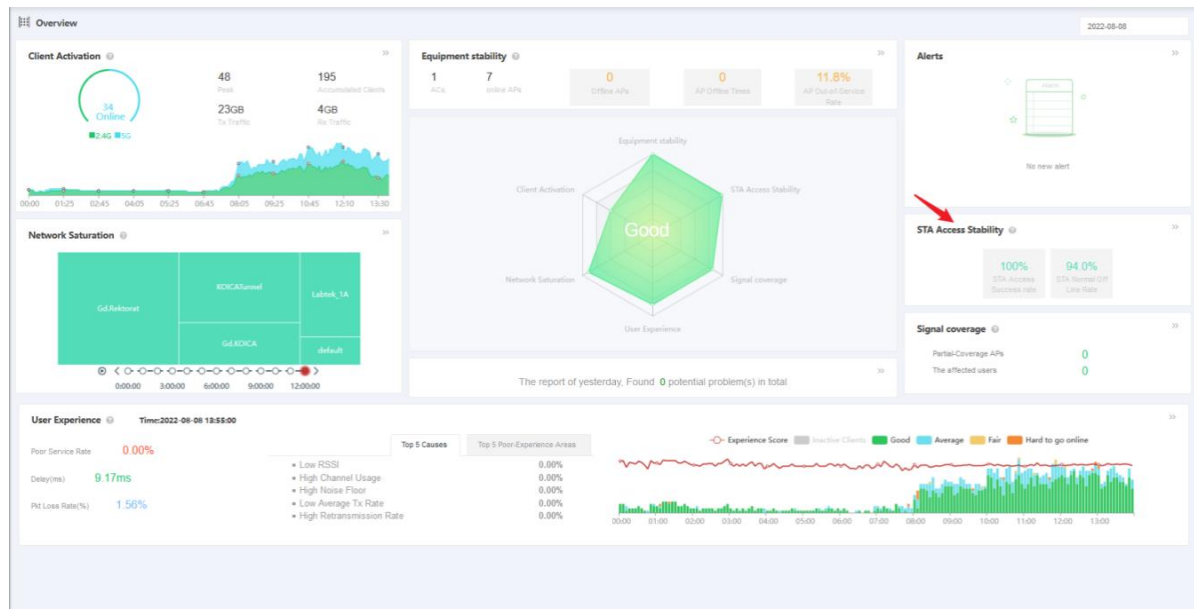 Overview
2022-08-08
Client Activation
34
Online
2.4G 5G
48
Peak
195
Accumulated Clients
23GB
Tx Traffic
4GB
Rx Traffic
00:00 01:25 02:45 04:05 05:25 06:45 08:05 09:25 10:45 12:10 13:30
Equipment stability
1
ACs
7
Inline APs
0
Offline APs
0
AP Offline Times
11.8%
AP Out-of-Service
Rate
Alerts
No new alert
Equipment stability
Client Activation
STA Access Stability
Good
Network Saturation
Signal coverage
User Experience
STA Access Stability
100%
STA Access
Success rate
94.0%
STA Normal Off
Line Rate
Network Saturation
Gd.Rektorat
KOICATunnel
Labtek_1A
Gd.KOICA
default
0:00:00 3:00:00 6:00:00 9:00:00 12:00:00
Signal coverage
Partial-Coverage APs 0
The affected users 0
The report of yesterday, Found 0 potential problem(s) in total
User Experience Time:2022-08-08 13:55:00
Poor Service Rate 0.00%
Delay(ms) 9.17ms
Pkt Loss Rate(%) 1.56%
Top 5 Causes Top 5 Poor-Experience Areas
Low RSSI 0.00%
High Channel Usage 0.00%
High Noise Floor 0.00%
Low Average Tx Rate 0.00%
High Retransmission Rate 0.00%
Experience Score Inactive Clients Good Average Fair Hard to go online
00:00 01:00 02:00 03:00 04:00 05:00 06:00 07:00 08:00 09:00 10:00 11:00 12:00 13:00